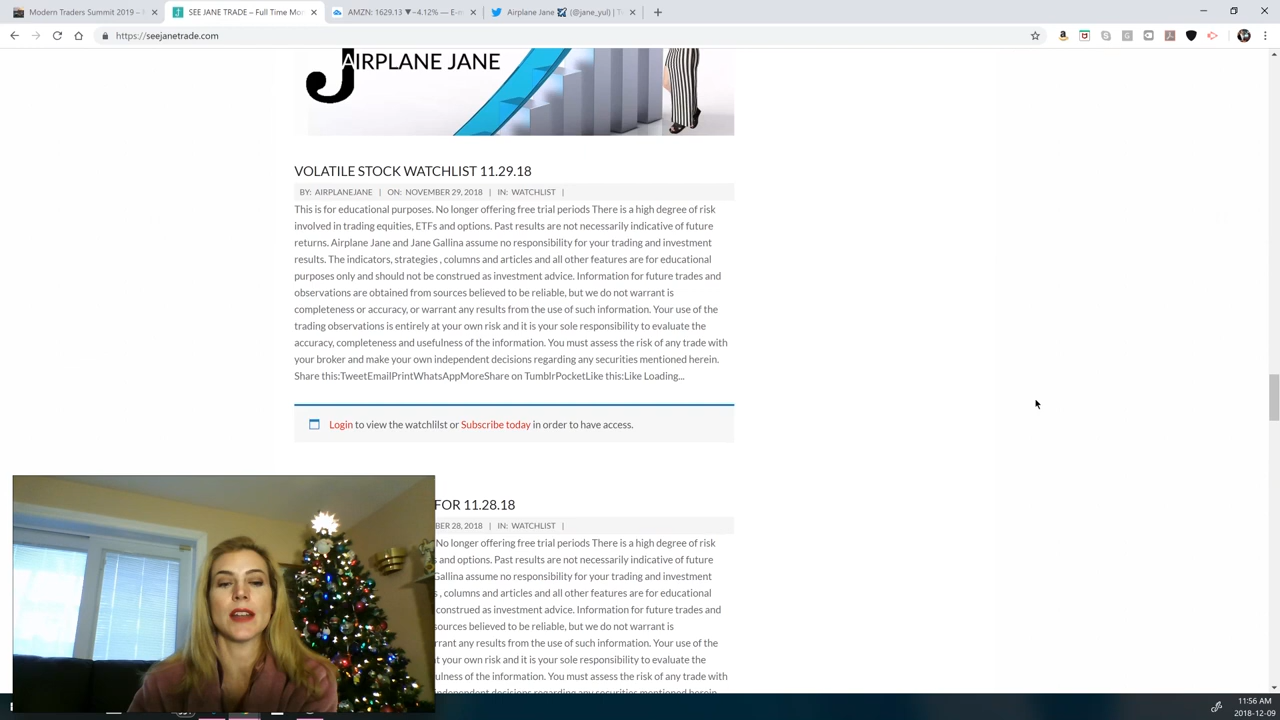 Modern Traders Summit 2019 –
SEE JANE TRADE – Full Time Mo
AMZN: 1629.13 ▼−4.12% — E-m
Airplane Jane (@jane_yul) | T
https://seejanetrade.com
AIRPLANE JANE
J
VOLATILE STOCK WATCHLIST 11.29.18
BY: AIRPLANEJANE | ON: NOVEMBER 29, 2018 | IN: WATCHLIST |
This is for educational purposes. No longer offering free trial periods There is a high degree of risk
involved in trading equities, ETFs and options. Past results are not necessarily indicative of future
returns. Airplane Jane and Jane Gallina assume no responsibility for your trading and investment
results. The indicators, strategies , columns and articles and all other features are for educational
purposes only and should not be construed as investment advice. Information for future trades and
observations are obtained from sources believed to be reliable, but we do not warrant is
completeness or accuracy, or warrant any results from the use of such information. Your use of the
trading observations is entirely at your own risk and it is your sole responsibility to evaluate the
accuracy, completeness and usefulness of the information. You must assess the risk of any trade with
your broker and make your own independent decisions regarding any securities mentioned herein.
Share this:TweetEmailPrintWhatsAppMoreShare on TumblrPocketLike this:Like Loading...
Login to view the watchlilst or Subscribe today in order to have access.
FOR 11.28.18
BER 28, 2018 | IN: WATCHLIST |
No longer offering free trial periods There is a high degree of risk
and options. Past results are not necessarily indicative of future
Gallina assume no responsibility for your trading and investment
, columns and articles and all other features are for educational
construed as investment advice. Information for future trades and
ources believed to be reliable, but we do not warrant is
rrant any results from the use of such information. Your use of the
t your own risk and it is your sole responsibility to evaluate the
ulness of the information. You must assess the risk of any trade with
independent decisions regarding any securities mentioned herein.
11:56 AM
2018-12-09